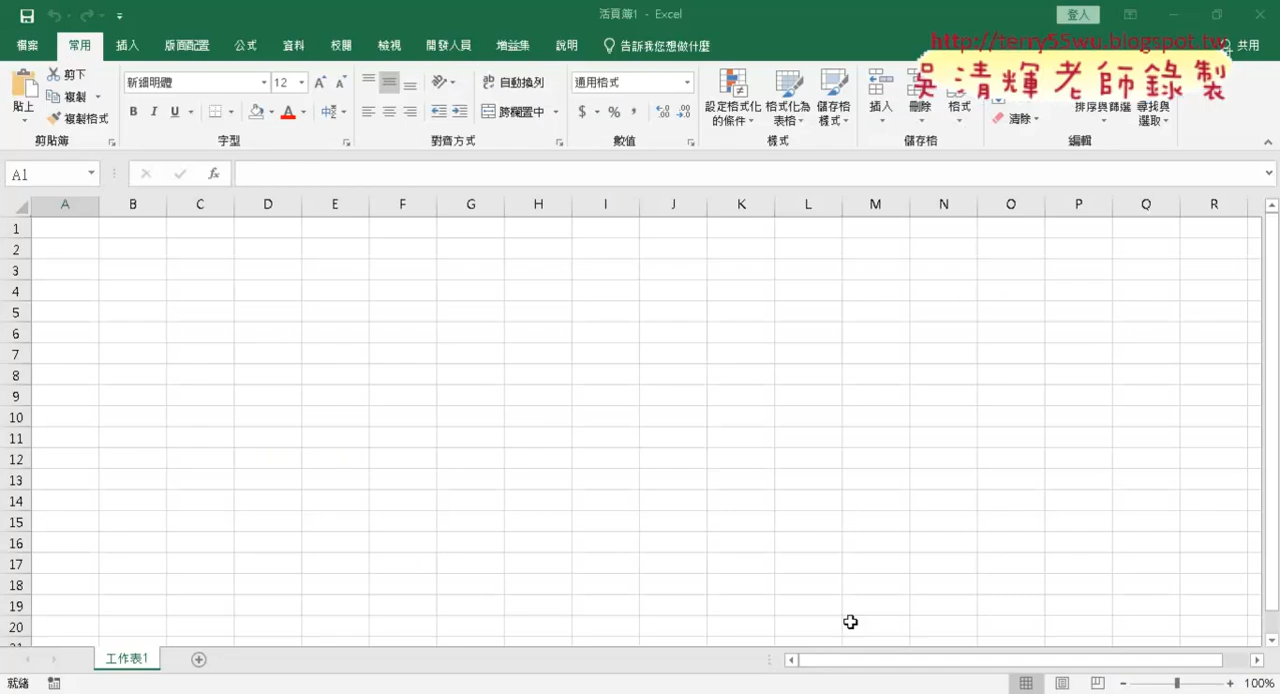 活頁簿1 - Excel
登入
檔案 常用 插入 版面配置 公式 資料 校閱 檢視 開發人員 增益集 說明 告訴我您想做什麼 共用
http://terry55wu.blogspot.tw
吳清輝老師錄製
貼上 剪下 複製 複製格式
新細明體 12
B I U
自動換列
跨欄置中
通用格式
$ % ,
設定格式化的條件 格式化為表格 儲存格樣式
插入 刪除 格式
清除 排序與篩選 尋找與選取
剪貼簿 字型 對齊方式 數值 樣式 儲存格 編輯
A1 fx
A B C D E F G H I J K L M N O P Q R
1
2
3
4
5
6
7
8
9
10
11
12
13
14
15
16
17
18
19
20
21
工作表1
就緒 100%